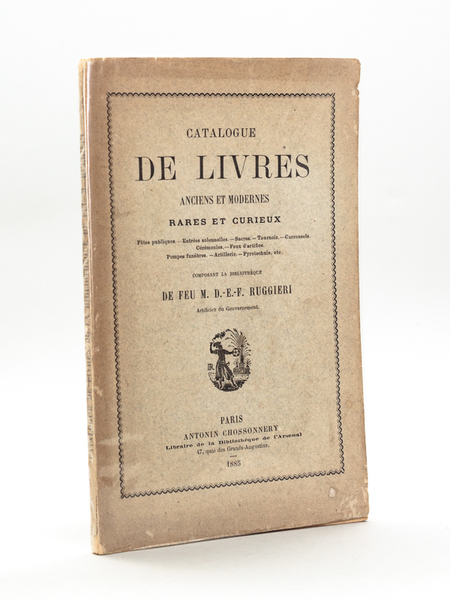 CATALOGUE
DE LIVRES
ANCIENS ET MODERNES
RARES ET CURIEUX
Fêtes publiques. — Entrées solennelles. — Sacres. — Tournois. — Carrousels.
Cérémonies. — Feux d'artifice.
Pompes funèbres. — Artillerie. — Pyrotechnie, etc.
COMPOSANT LA BIBLIOTHÈQUE
DE FEU M. D.-E.-F. RUGGIERI
Artificier du Gouvernement.
PARIS
ANTONIN CHOSSONNERY
Libraire de la Bibliothèque de l'Arsenal
47, quai des Grands-Augustins.
1885